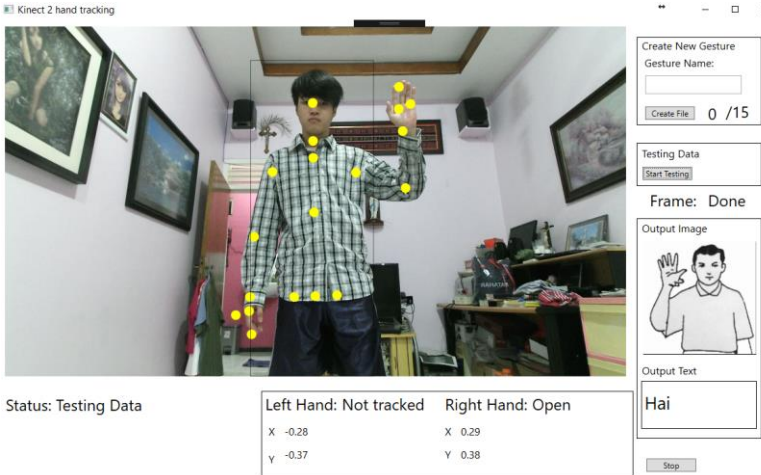 Kinect 2 hand tracking
Create New Gesture
Gesture Name:
Create File 0 /15
Testing Data
Start Testing
Frame: Done
Output Image
Output Text
Hai
Stop
Status: Testing Data
Left Hand: Not tracked Right Hand: Open
X -0.28 X 0.29
Y -0.37 Y 0.38